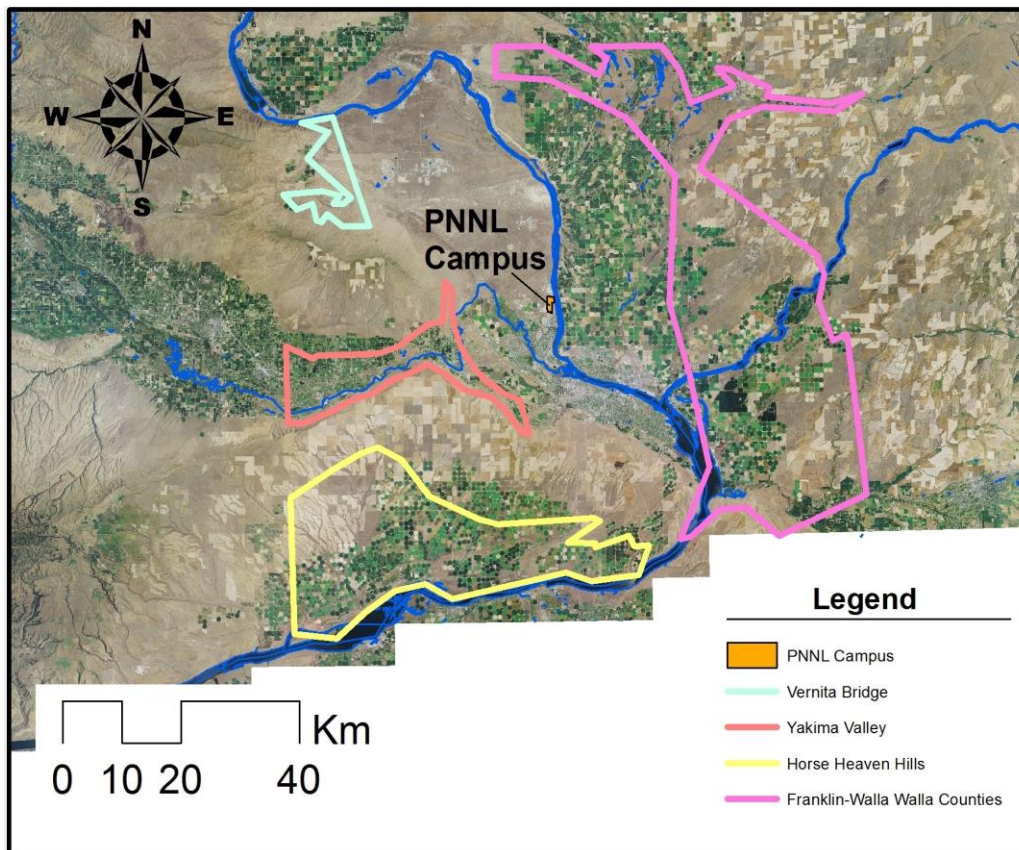 N
W
E
S
PNNL
Campus
Legend
PNNL Campus
Vernita Bridge
Yakima Valley
Horse Heaven Hills
Franklin-Walla Walla Counties
Km
0 10 20 40